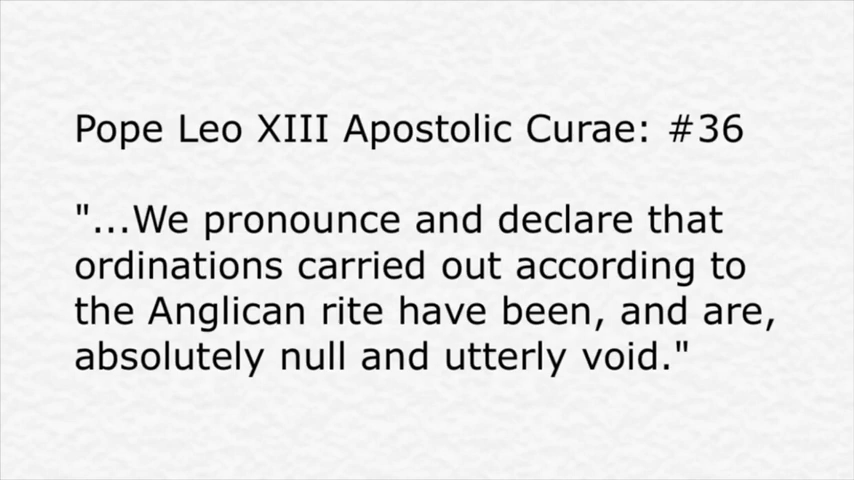 Pope Leo XIII Apostolic Curae: #36
"...We pronounce and declare that
ordinations carried out according to
the Anglican rite have been, and are,
absolutely null and utterly void."